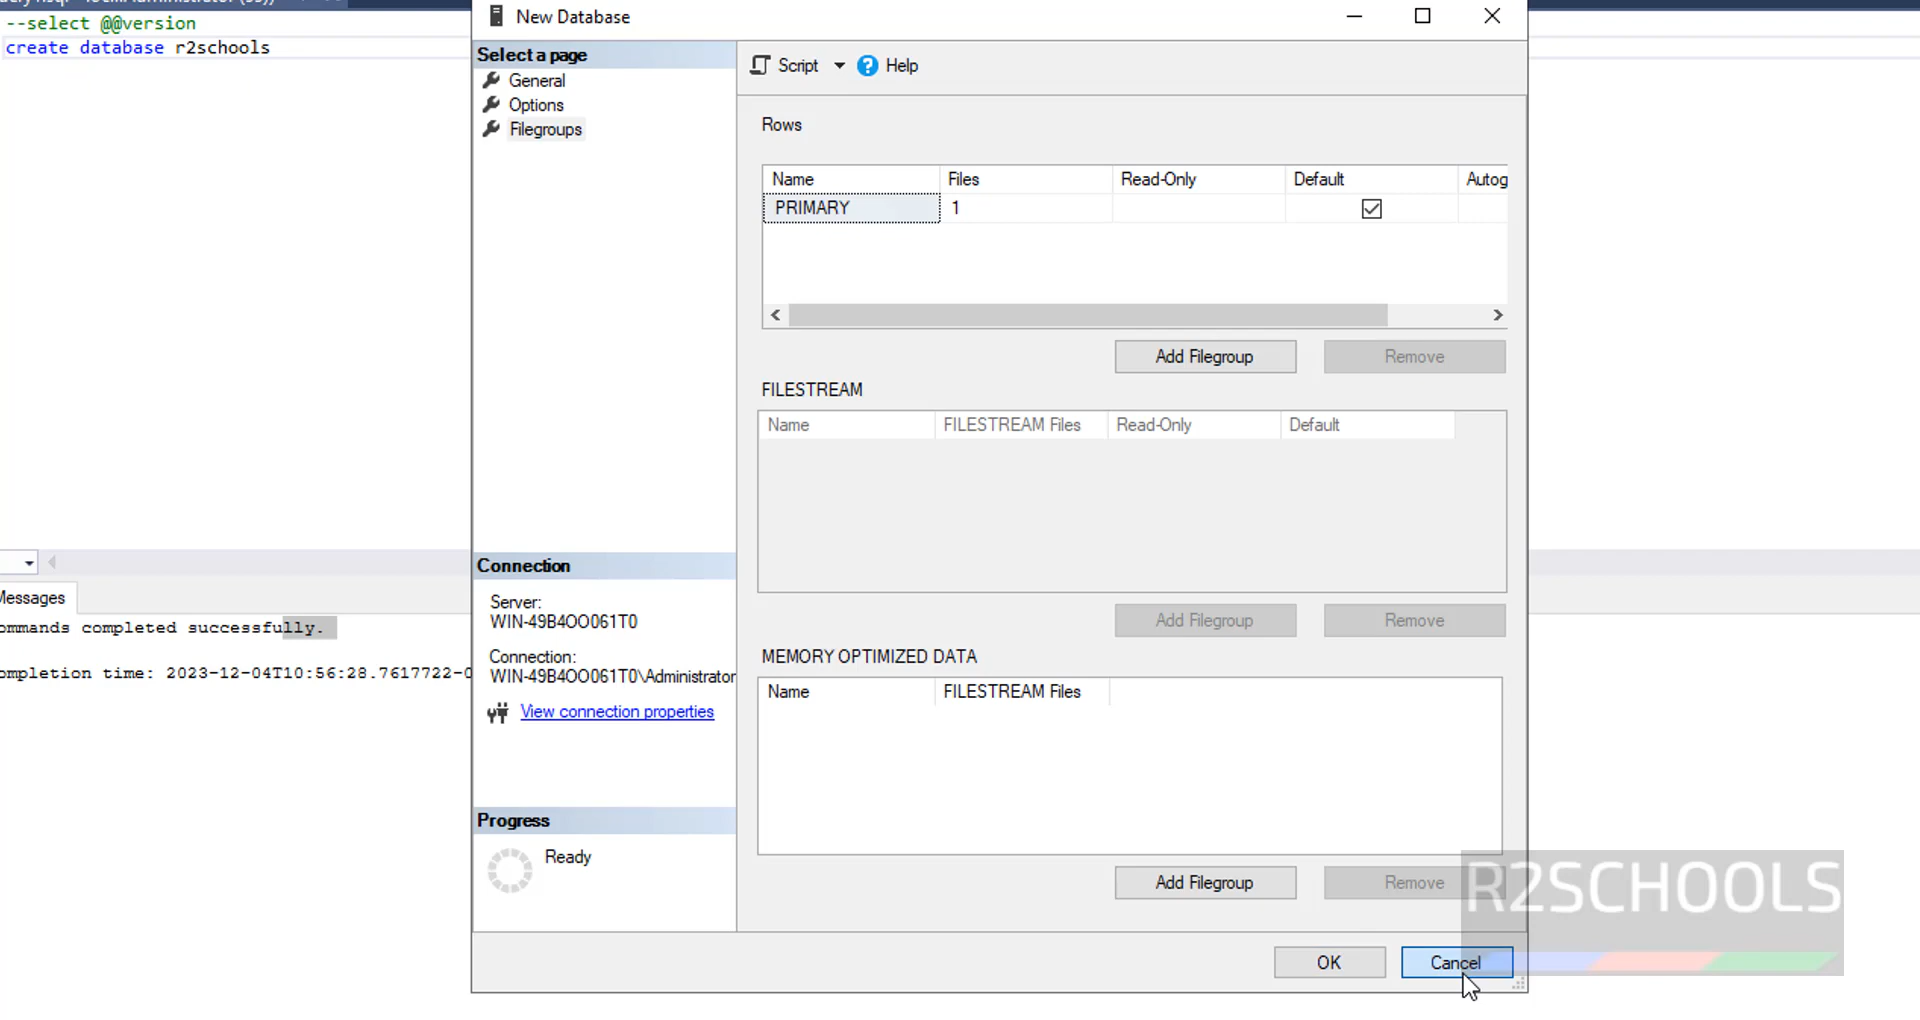 --select @@version
create database r2schools
New Database
Select a page
General
Options
Filegroups
Script
Help
Rows
Name Files Read-Only Default Autog
PRIMARY 1
Add Filegroup Remove
FILESTREAM
Name FILESTREAM Files Read-Only Default
Add Filegroup Remove
MEMORY OPTIMIZED DATA
Name FILESTREAM Files
Add Filegroup Remove
Connection
Server:
WIN-49B4OO061T0
Connection:
WIN-49B4OO061T0\Administrator
View connection properties
Progress
Ready
OK Cancel
Messages
ommands completed successfully.
ompletion time: 2023-12-04T10:56:28.7617722-0
R2SCHOOLS